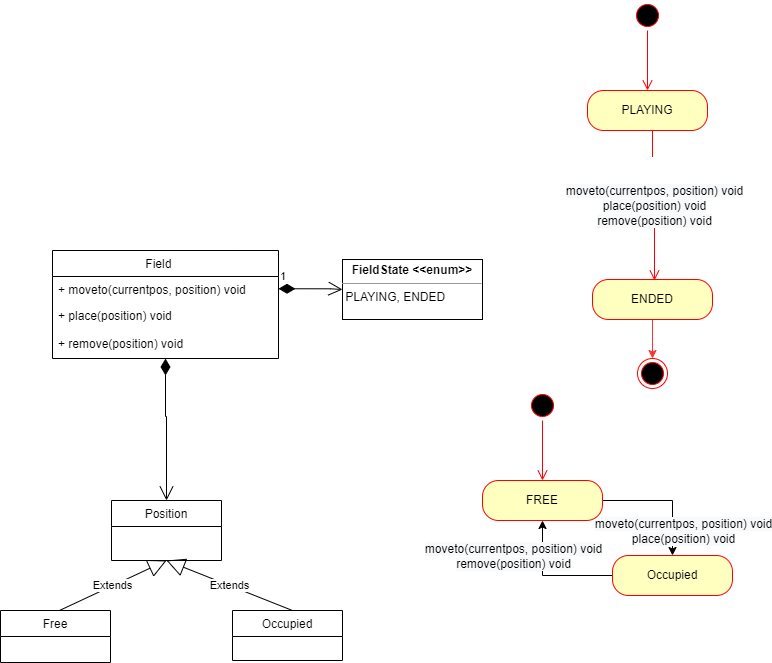 PLAYING
moveto(currentpos, position) void
place(position) void
remove(position) void
ENDED
Field
+ moveto(currentpos, position) void
+ place(position) void
+ remove(position) void
1
FieldState <<enum>>
PLAYING, ENDED
Position
Extends
Extends
Free
Occupied
FREE
moveto(currentpos, position) void
place(position) void
moveto(currentpos, position) void
remove(position) void
Occupied